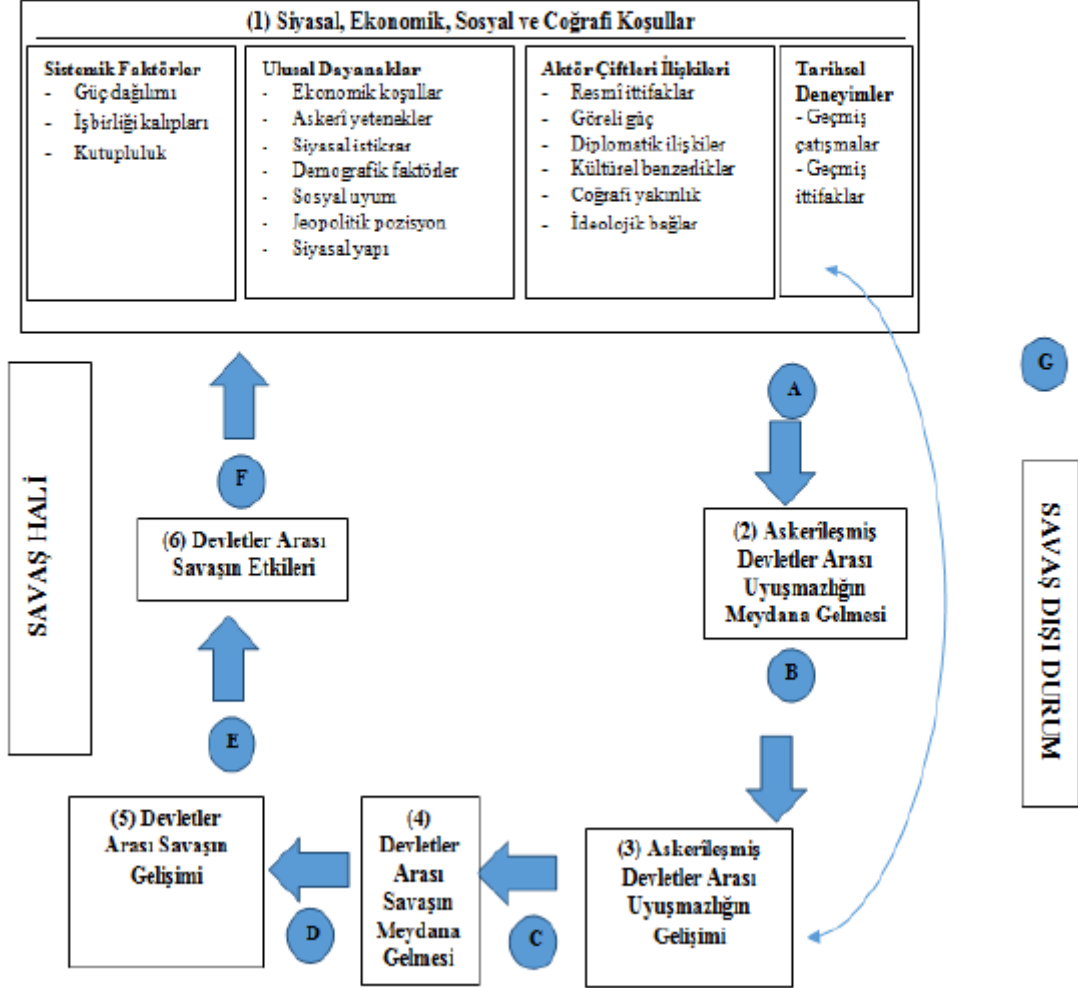 (1) Siyasal, Ekonomik, Sosyal ve Coğrafi Koşullar
Sistemik Faktörler
- Güç dağılımı
- İşbirliği kalıpları
- Kutupluluk
Ulusal Dayanaklar
- Ekonomik koşullar
- Askerî yetenekler
- Siyasal istikrar
- Demografik faktörler
- Sosyal uyum
- Jeopolitik pozisyon
- Siyasal yapı
Aktör Çiftleri İlişkileri
- Resmî ittifaklar
- Göreli güç
- Diplomatik ilişkiler
- Kültürel benzerlikler
- Coğrafi yakınlık
- İdeolojik bağlar
Tarihsel
Deneyimler
- Geçmiş
çatışmalar
- Geçmiş
ittifaklar
G
A
SAVAŞ HALİ
F
(2) Askerileşmiş
Devletler Arası
Uyuşmazlığın
Meydana Gelmesi
SAVAŞ DIŞI DURUM
(6) Devletler Arası
Savaşın Etkileri
B
E
(5) Devletler
Arası Savaşın
Gelişimi
(4)
Devletler
Arası
Savaşın
Meydana
Gelmesi
(3) Askerileşmiş
Devletler Arası
Uyuşmazlığın
Gelişimi
D
C